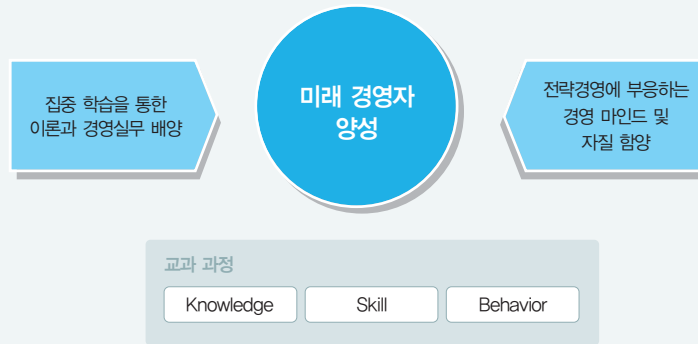 집중 학습을 통한
이론과 경영실무 배양
미래 경영자
양성
전략경영에 부응하는
경영 마인드 및
자질 함양
교과 과정
Knowledge
Skill
Behavior